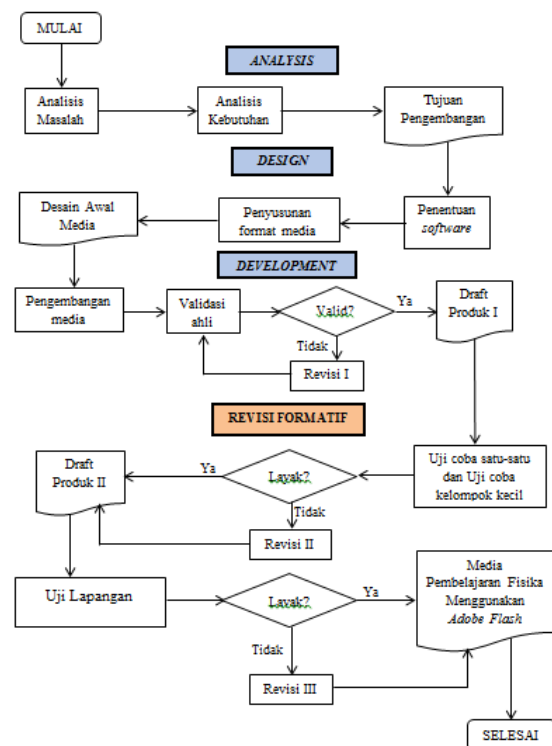 MULAI
ANALYSIS
Analisis
Masalah
Analisis
Kebutuhan
Tujuan
Pengembangan
DESIGN
Desain Awal
Media
Penyusunan
format media
Penentuan
software
DEVELOPMENT
Pengembangan
media
Validasi
ahli
Valid?
Ya
Draft
Produk I
Tidak
Revisi I
REVISI FORMATIF
Draft
Produk II
Ya
Layak?
Uji coba satu-satu
dan Uji coba
kelompok kecil
Tidak
Revisi II
Uji Lapangan
Layak?
Ya
Media
Pembelajaran Fisika
Menggunakan
Adobe Flash
Tidak
Revisi III
SELESAI